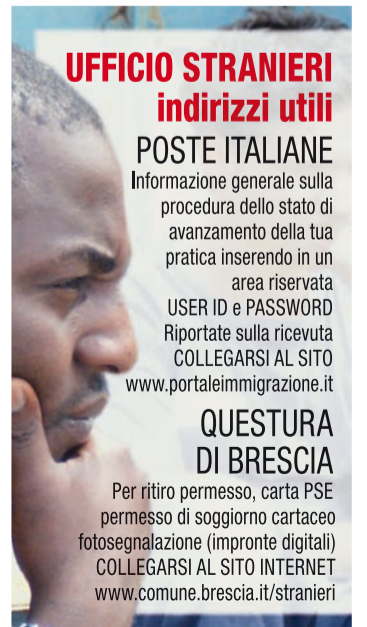 UFFICIO STRANIERI
indirizzi utili
POSTE ITALIANE
Informazione generale sulla
procedura dello stato di
avanzamento della tua
pratica inserendo in un
area riservata
USER ID e PASSWORD
Riportate sulla ricevuta
COLLEGARSI AL SITO
www.portaleimmigrazione.it
QUESTURA
DI BRESCIA
Per ritiro permesso, carta PSE
permesso di soggiorno cartaceo
fotosegnalazione (impronte digitali)
COLLEGARSI AL SITO INTERNET
www.comune.brescia.it/stranieri